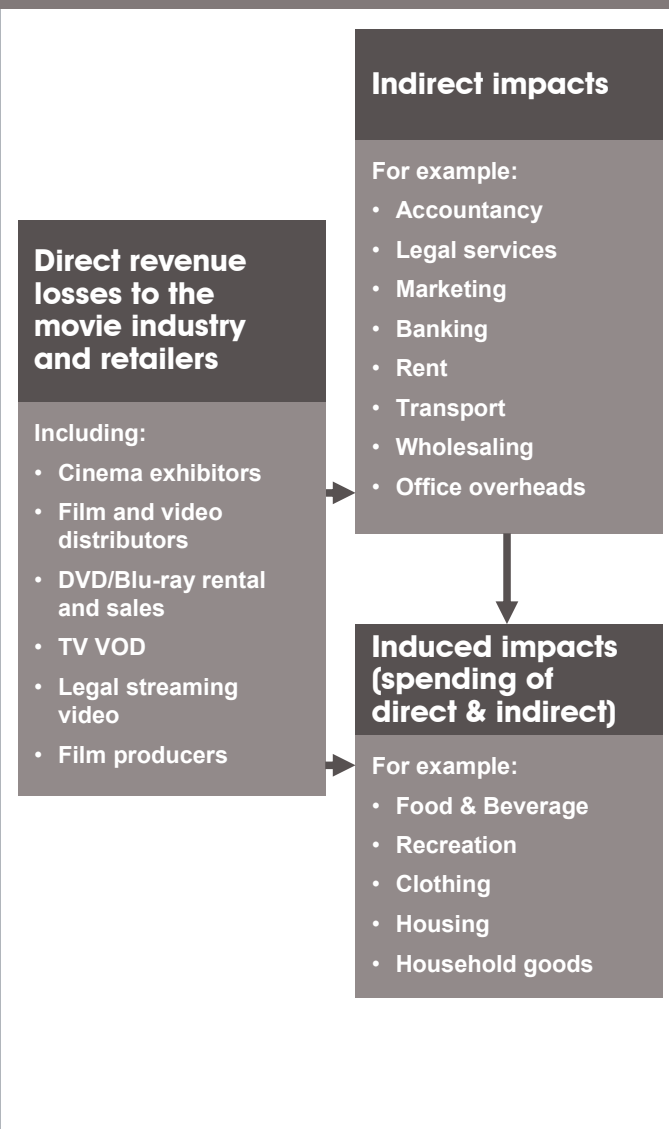 Direct revenue
losses to the
movie industry
and retailers
Including:
• Cinema exhibitors
• Film and video
distributors
• DVD/Blu-ray rental
and sales
• TV VOD
• Legal streaming
video
• Film producers
Indirect impacts
For example:
• Accountancy
• Legal services
• Marketing
• Banking
• Rent
• Transport
• Wholesaling
• Office overheads
Induced impacts
(spending of
direct & indirect)
For example:
• Food & Beverage
• Recreation
• Clothing
• Housing
• Household goods